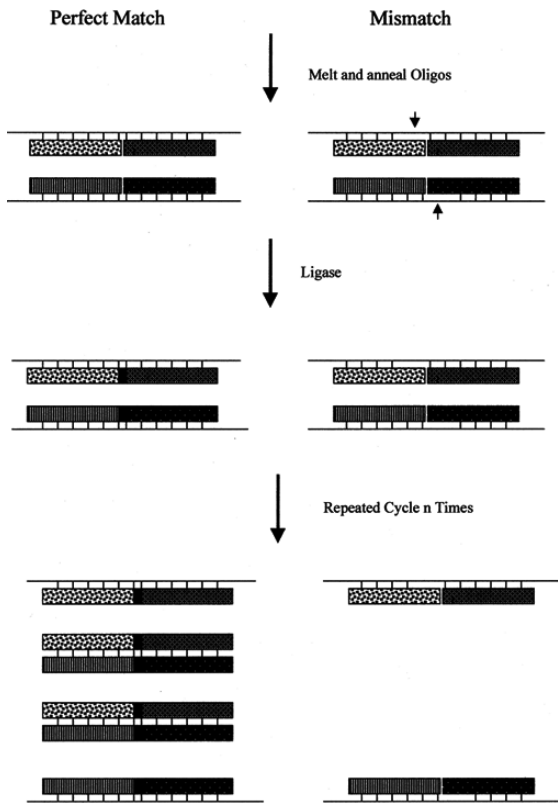 Perfect Match
Mismatch
Melt and anneal Oligos
Ligase
Repeated Cycle n Times